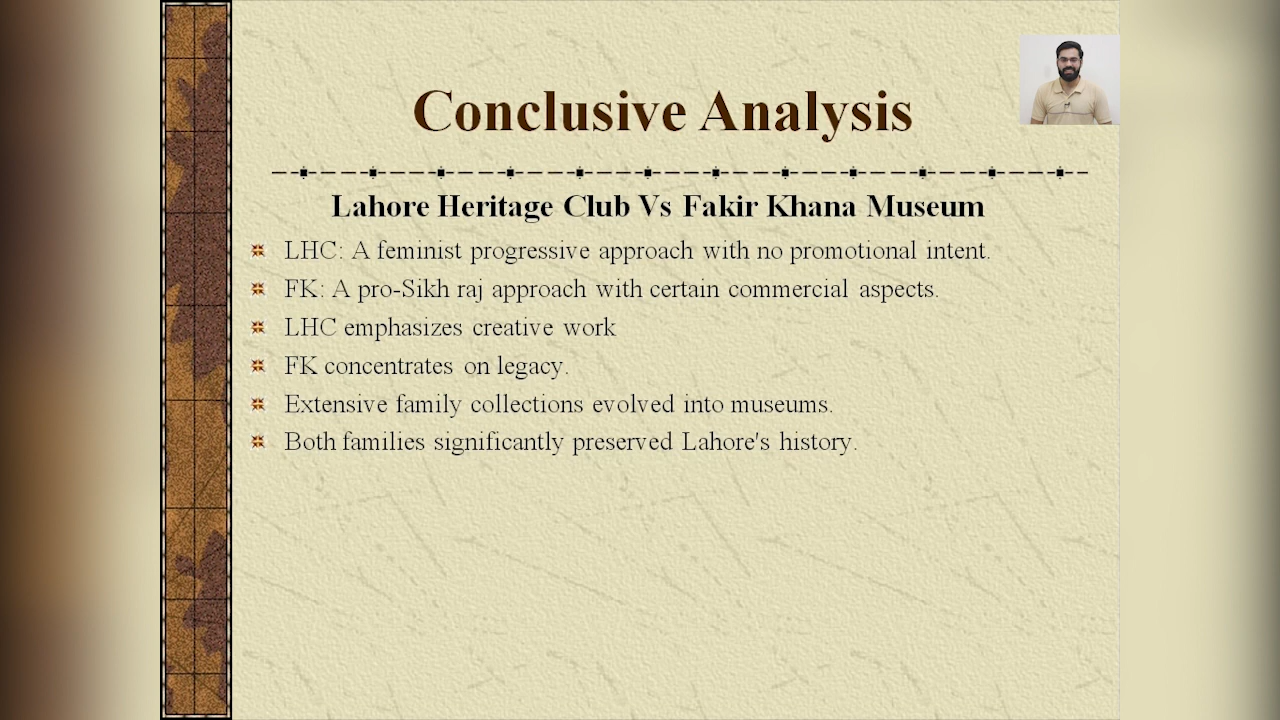 Conclusive Analysis
Lahore Heritage Club Vs Fakir Khana Museum
LHC: A feminist progressive approach with no promotional intent.
FK: A pro-Sikh raj approach with certain commercial aspects.
LHC emphasizes creative work
FK concentrates on legacy.
Extensive family collections evolved into museums.
Both families significantly preserved Lahore's history.